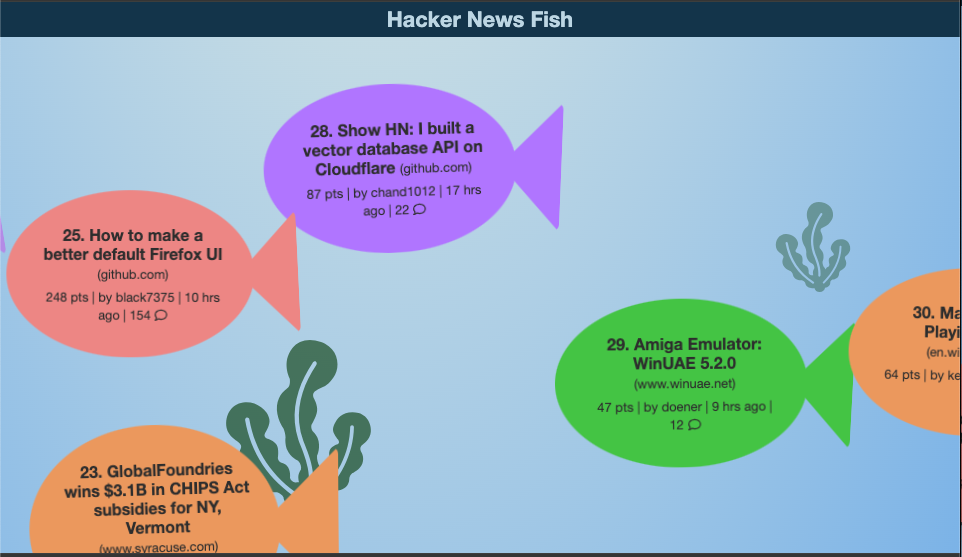 Hacker News Fish
28. Show HN: I built a
vector database API on
Cloudflare (github.com)
87 pts | by chand1012 | 17 hrs
ago | 22
25. How to make a
better default Firefox UI
(github.com)
248 pts | by black7375 | 10 hrs
ago | 154
29. Amiga Emulator:
WinUAE 5.2.0
(www.winuae.net)
47 pts | by doener | 9 hrs ago |
12
30. Ma
Playi
(en.wi
64 pts | by ke
23. GlobalFoundries
wins $3.1B in CHIPS Act
subsidies for NY,
Vermont
(www.syracuse.com)